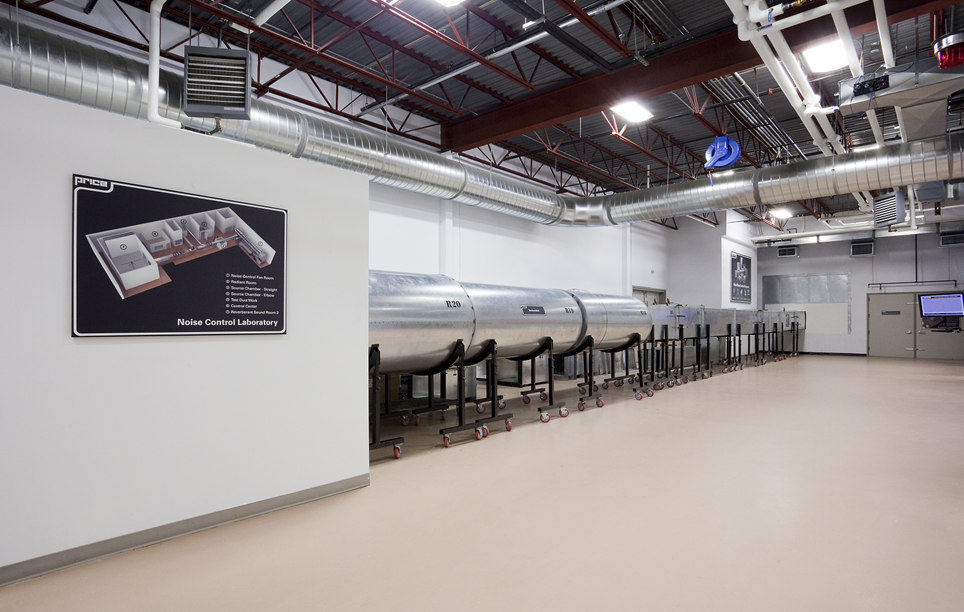 price
Noise Control Fan Room
Radiant Room
Source Chamber - Straight
Source Chamber - Elbow
Test Duct Work
Control Center
Reverberant Sound Room 2
Noise Control Laboratory
R20
R19